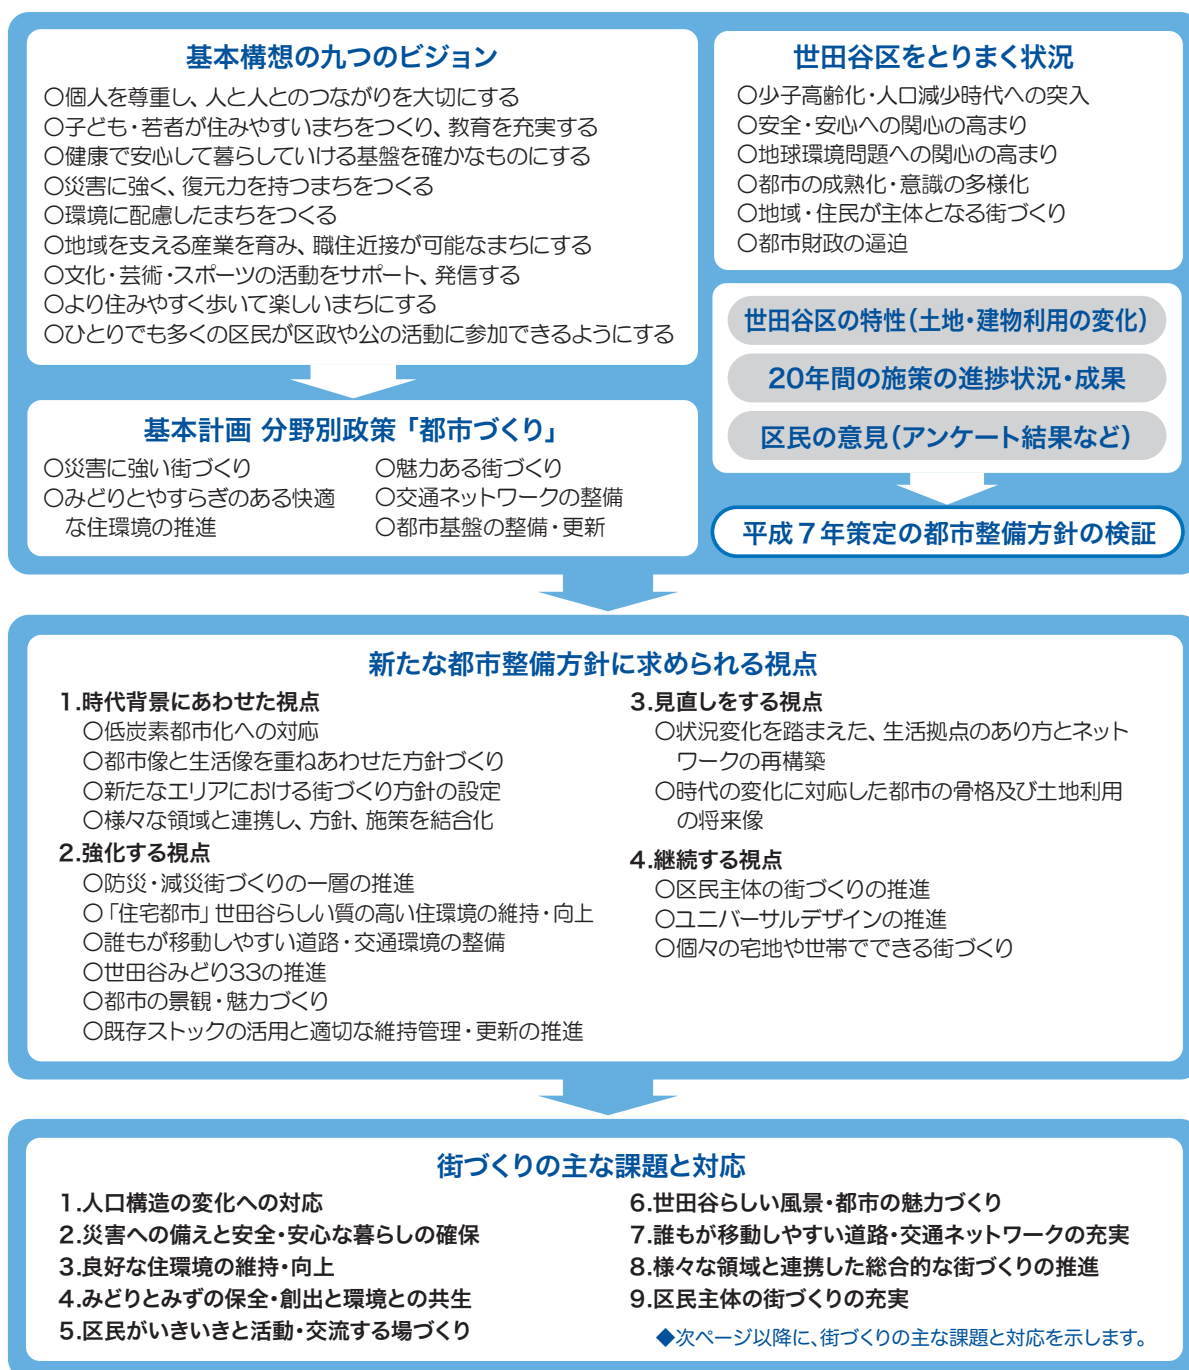 基本構想の九つのビジョン
○個人を尊重し、人と人とのつながりを大切にする
○子ども・若者が住みやすいまちをつくり、教育を充実する
○健康で安心して暮らしていける基盤を確かなものにする
○災害に強く、復元力を持つまちをつくる
○環境に配慮したまちをつくる
○地域を支える産業を育み、職住近接が可能なまちにする
○文化・芸術・スポーツの活動をサポート、発信する
○より住みやすく歩いて楽しいまちにする
○ひとりでも多くの区民が区政や公の活動に参加できるようにする
基本計画 分野別政策「都市づくり」
○災害に強い街づくり
○みどりとやすらぎのある快適
な住環境の推進
○魅力ある街づくり
○交通ネットワークの整備
○都市基盤の整備・更新
世田谷区をとりまく状況
○少子高齢化・人口減少時代への突入
○安全・安心への関心の高まり
○地球環境問題への関心の高まり
○都市の成熟化・意識の多様化
○地域・住民が主体となる街づくり
○都市財政の逼迫
世田谷区の特性(土地・建物利用の変化)
20年間の施策の進捗状況・成果
区民の意見(アンケート結果など)
平成7年策定の都市整備方針の検証
新たな都市整備方針に求められる視点
1.時代背景にあわせた視点
○低炭素都市化への対応
○都市像と生活像を重ねあわせた方針づくり
○新たなエリアにおける街づくり方針の設定
○様々な領域と連携し、方針、施策を結合化
2.強化する視点
○防災・減災街づくりの一層の推進
○「住宅都市」世田谷らしい質の高い住環境の維持・向上
○誰もが移動しやすい道路・交通環境の整備
○世田谷みどり33の推進
○都市の景観・魅力づくり
○既存ストックの活用と適切な維持管理・更新の推進
3.見直しをする視点
○状況変化を踏まえた、生活拠点のあり方とネット
ワークの再構築
○時代の変化に対応した都市の骨格及び土地利用
の将来像
4.継続する視点
○区民主体の街づくりの推進
○ユニバーサルデザインの推進
○個々の宅地や世帯でできる街づくり
街づくりの主な課題と対応
1.人口構造の変化への対応
2.災害への備えと安全・安心な暮らしの確保
3.良好な住環境の維持・向上
4.みどりとみずの保全・創出と環境との共生
5.区民がいきいきと活動・交流する場づくり
6.世田谷らしい風景・都市の魅力づくり
7.誰もが移動しやすい道路・交通ネットワークの充実
8.様々な領域と連携した総合的な街づくりの推進
9.区民主体の街づくりの充実
◆次ページ以降に、街づくりの主な課題と対応を示します。